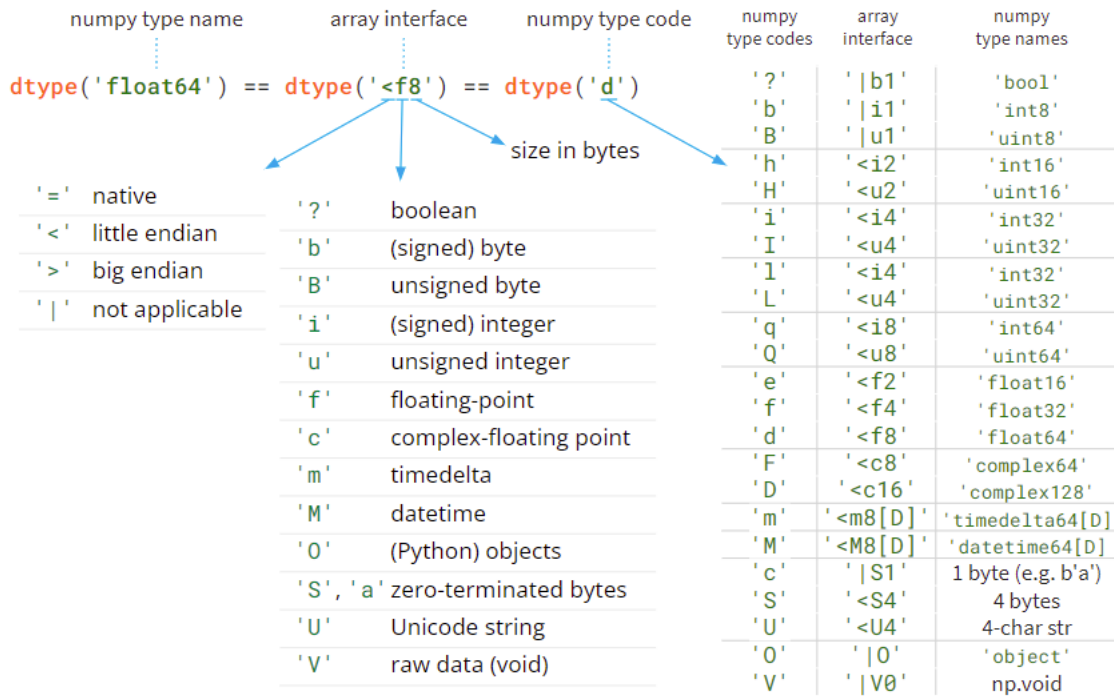 numpy type name array interface numpy type code
dtype('float64') == dtype('<f8') == dtype('d')
size in bytes
'=' native
'<' little endian
'>' big endian
'|' not applicable
'?' boolean
'b' (signed) byte
'B' unsigned byte
'i' (signed) integer
'u' unsigned integer
'f' floating-point
'c' complex-floating point
'm' timedelta
'M' datetime
'O' (Python) objects
'S', 'a' zero-terminated bytes
'U' Unicode string
'V' raw data (void)
numpy array numpy
type codes interface type names
'?' '|b1' 'bool'
'b' '|i1' 'int8'
'B' '|u1' 'uint8'
'h' '<i2' 'int16'
'H' '<u2' 'uint16'
'i' '<i4' 'int32'
'I' '<u4' 'uint32'
'l' '<i4' 'int32'
'L' '<u4' 'uint32'
'q' '<i8' 'int64'
'Q' '<u8' 'uint64'
'e' '<f2' 'float16'
'f' '<f4' 'float32'
'd' '<f8' 'float64'
'F' '<c8' 'complex64'
'D' '<c16' 'complex128'
'm' '<m8[D]' 'timedelta64[D]
'M' '<M8[D]' 'datetime64[D]
'c' '|S1' 1 byte (e.g. b'a')
'S' '<S4' 4 bytes
'U' '<U4' 4-char str
'O' '|O' 'object'
'V' '|V0' np.void